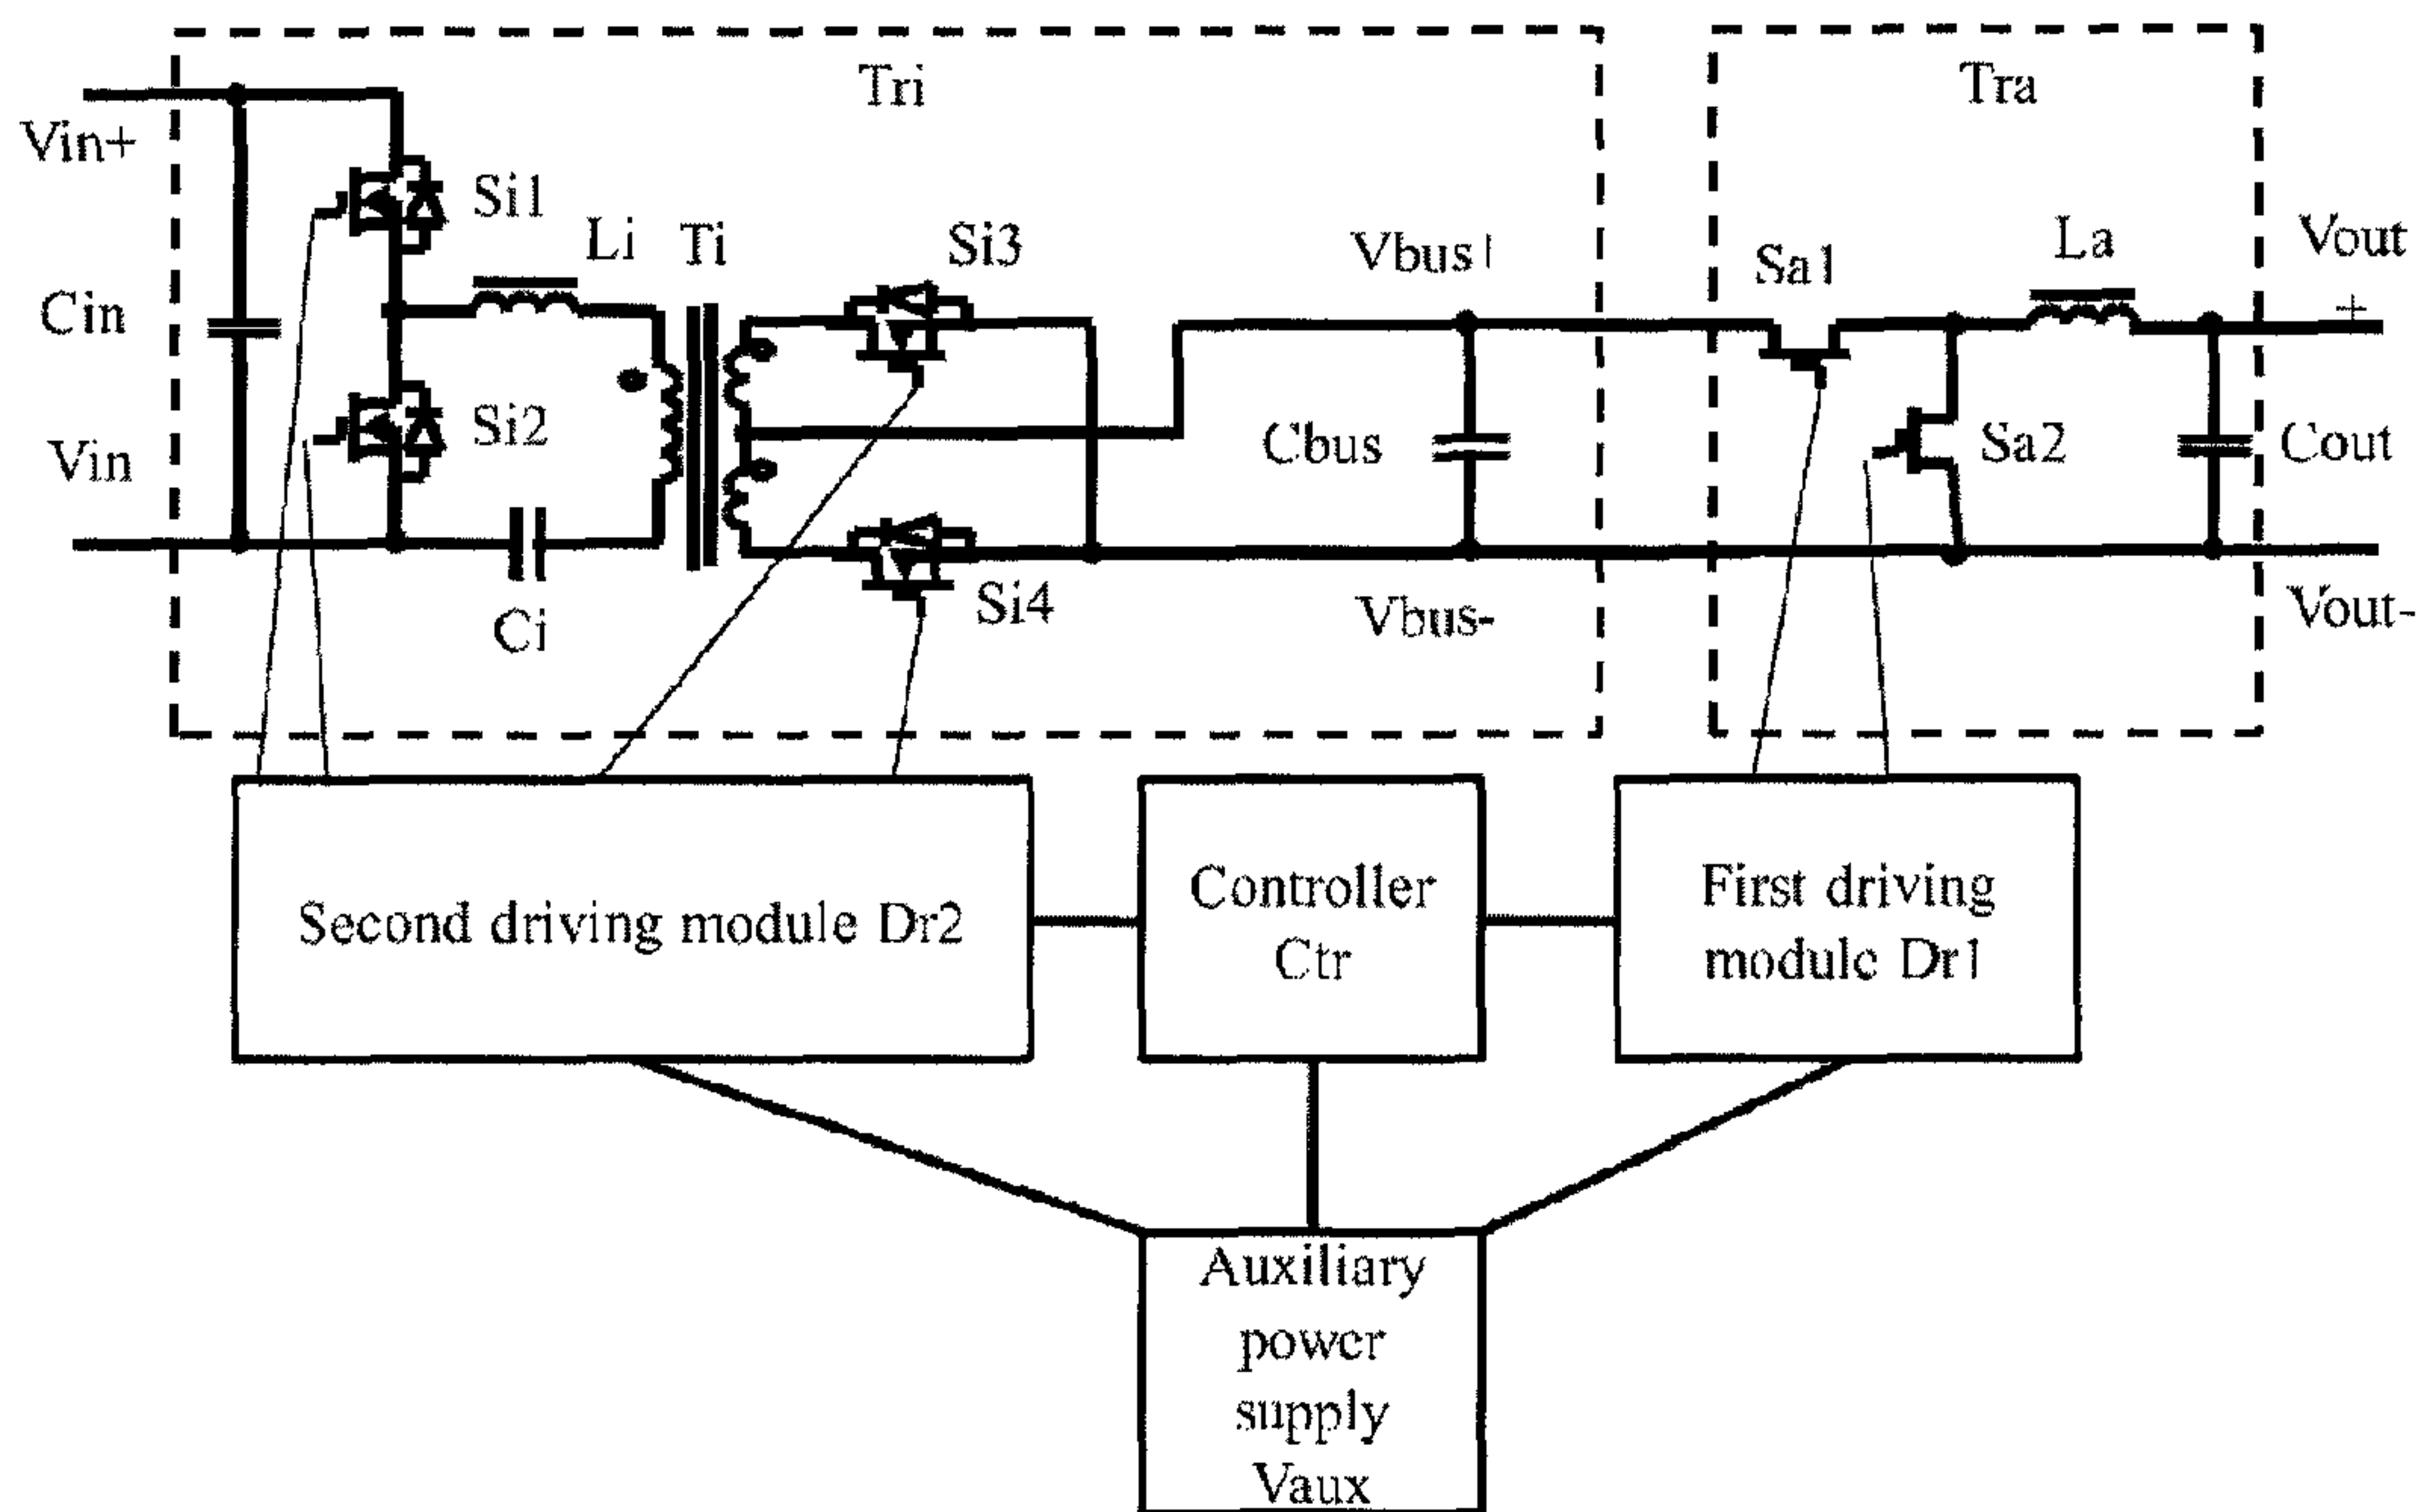 Tri
Tra
Vin+
Si1
Li
Ti
Si3
Vbus+
Sa1
La
Vout
+
Cin
Si2
Vin
Cbus
Sa2
Cout
Ci
Si4
Vbus-
Vout-
Second driving module Dr2
Controller
Ctr
First driving
module Dr1
Auxiliary
power
supply
Vaux